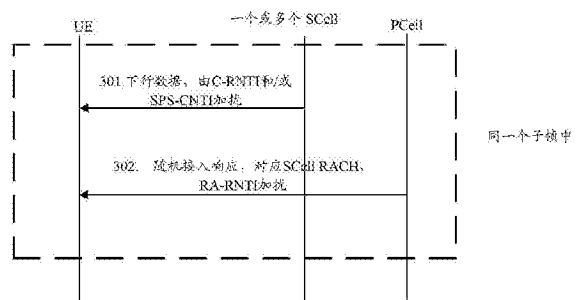 UE
一个或多个 SCell
PCell
301.下行数据，由C-RNTI和/或
SPS-CNTI加扰
同一个子帧中
302. 随机接入响应，对应SCell RACH，
RA-RNTI加扰